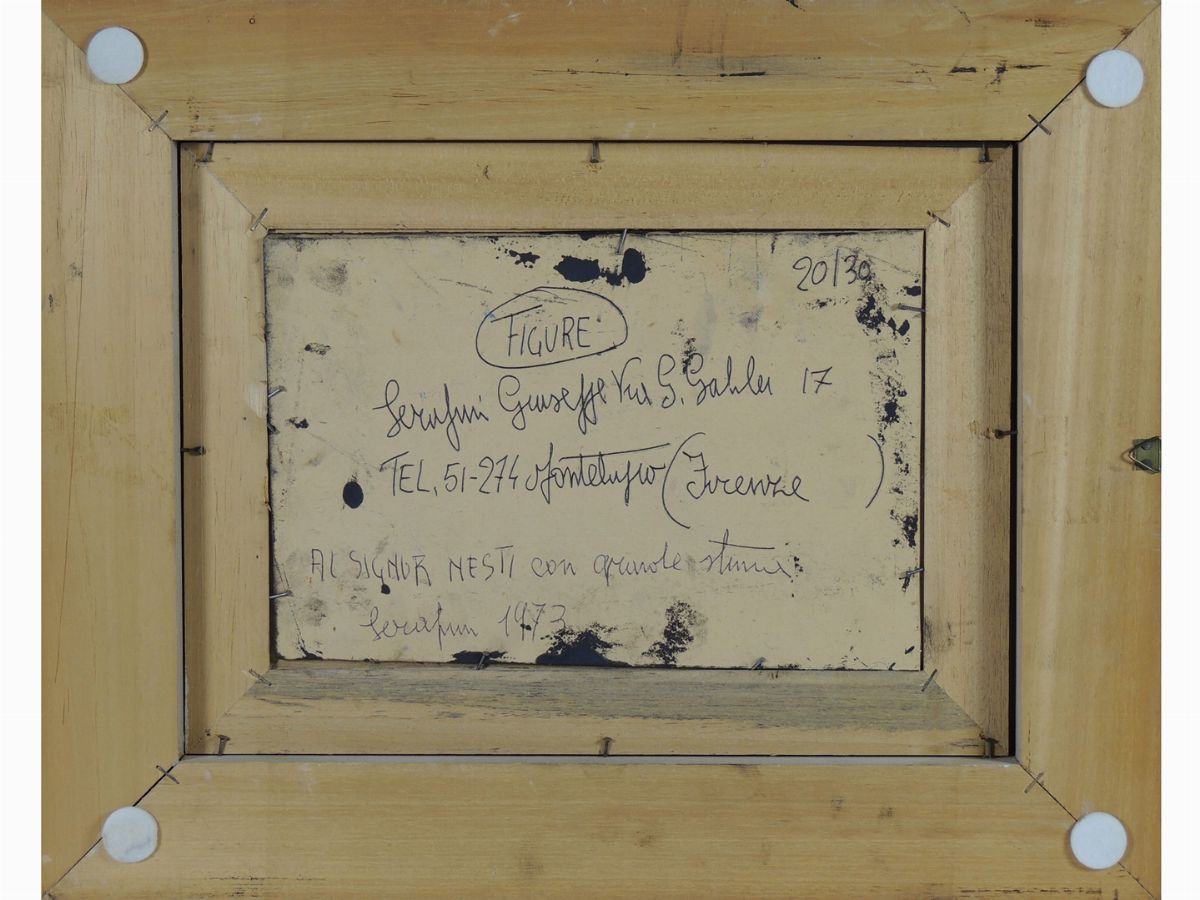 20/30
FIGURE
Serafini Giuseppe Via G. Galilei 17
TEL. 51-274 Montelupo (Firenze )
AL SIGNOR NESTI con grande stima
Serafini 1973